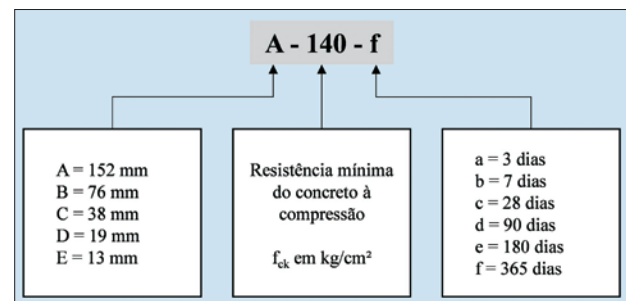 A - 140 - f
A = 152 mm
B = 76 mm
C = 38 mm
D = 19 mm
E = 13 mm
Resistência mínima
do concreto à
compressão
fck em kg/cm²
a = 3 dias
b = 7 dias
c = 28 dias
d = 90 dias
e = 180 dias
f = 365 dias